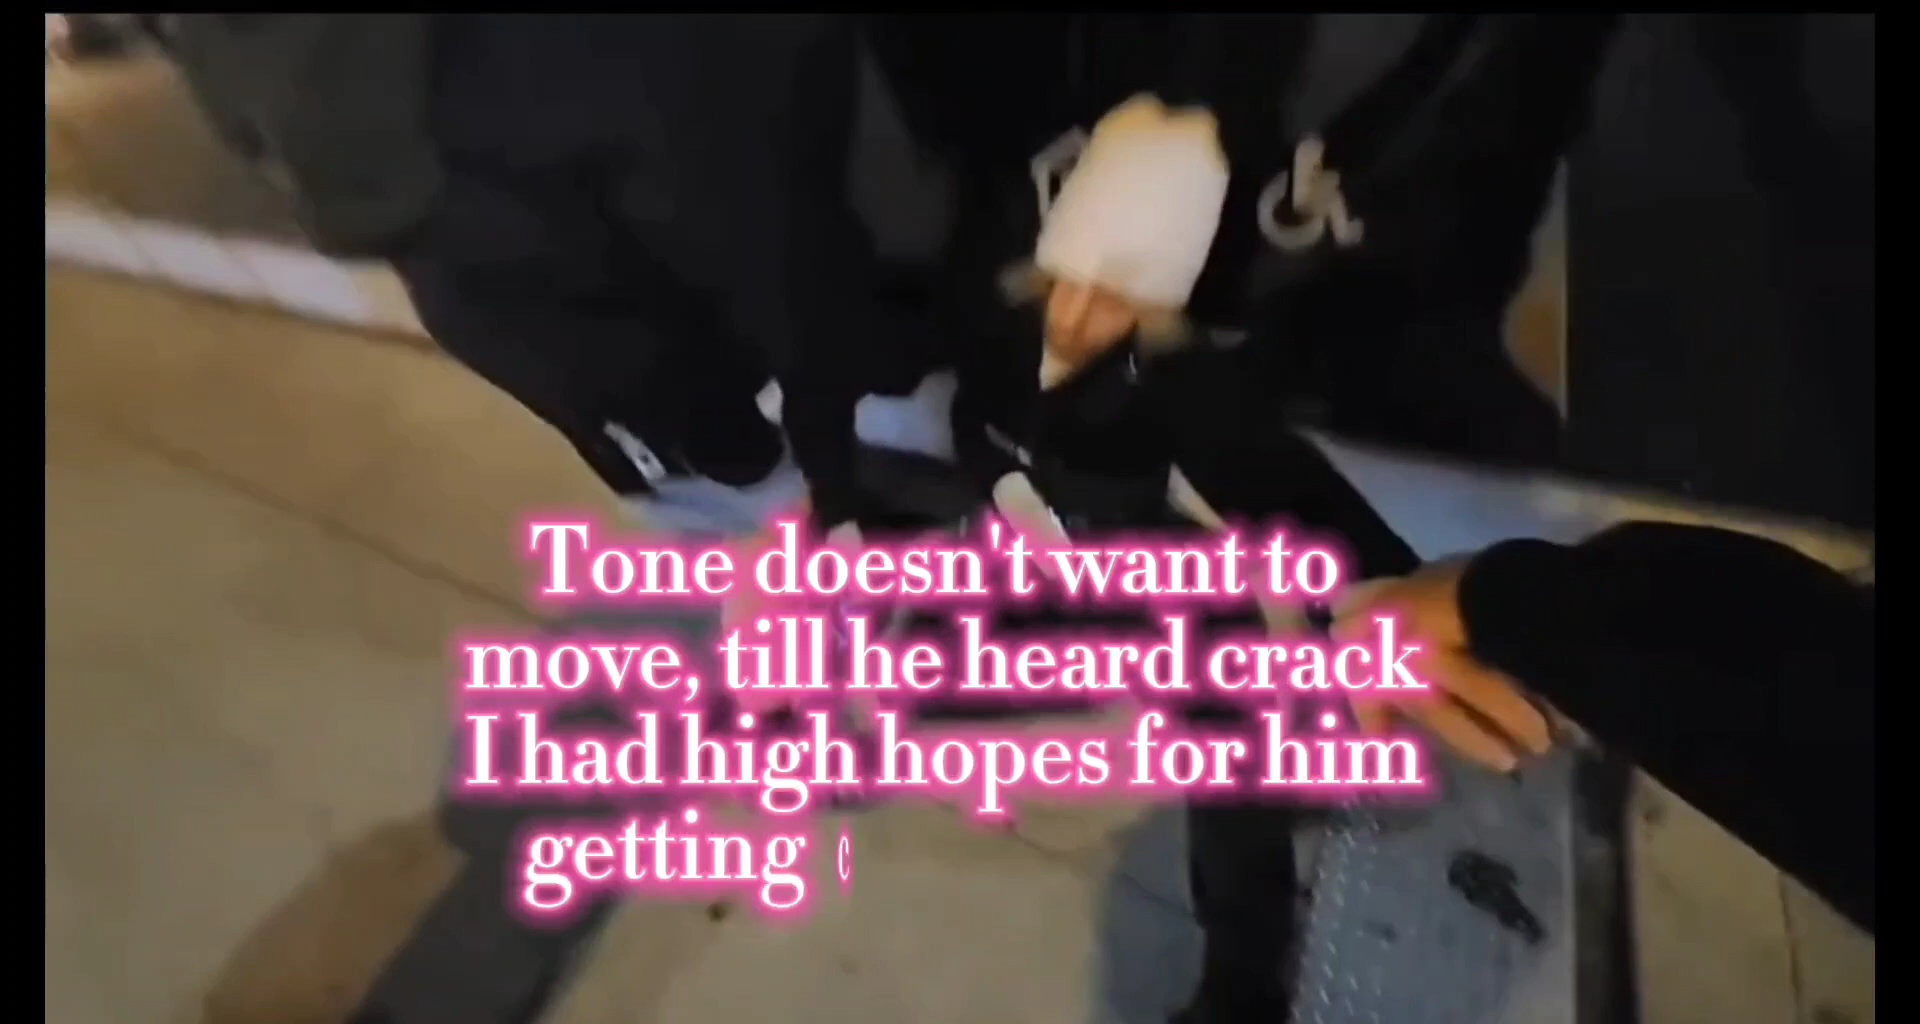 Tone doesn't want to
move, till he heard crack
I had high hopes for him
getting c